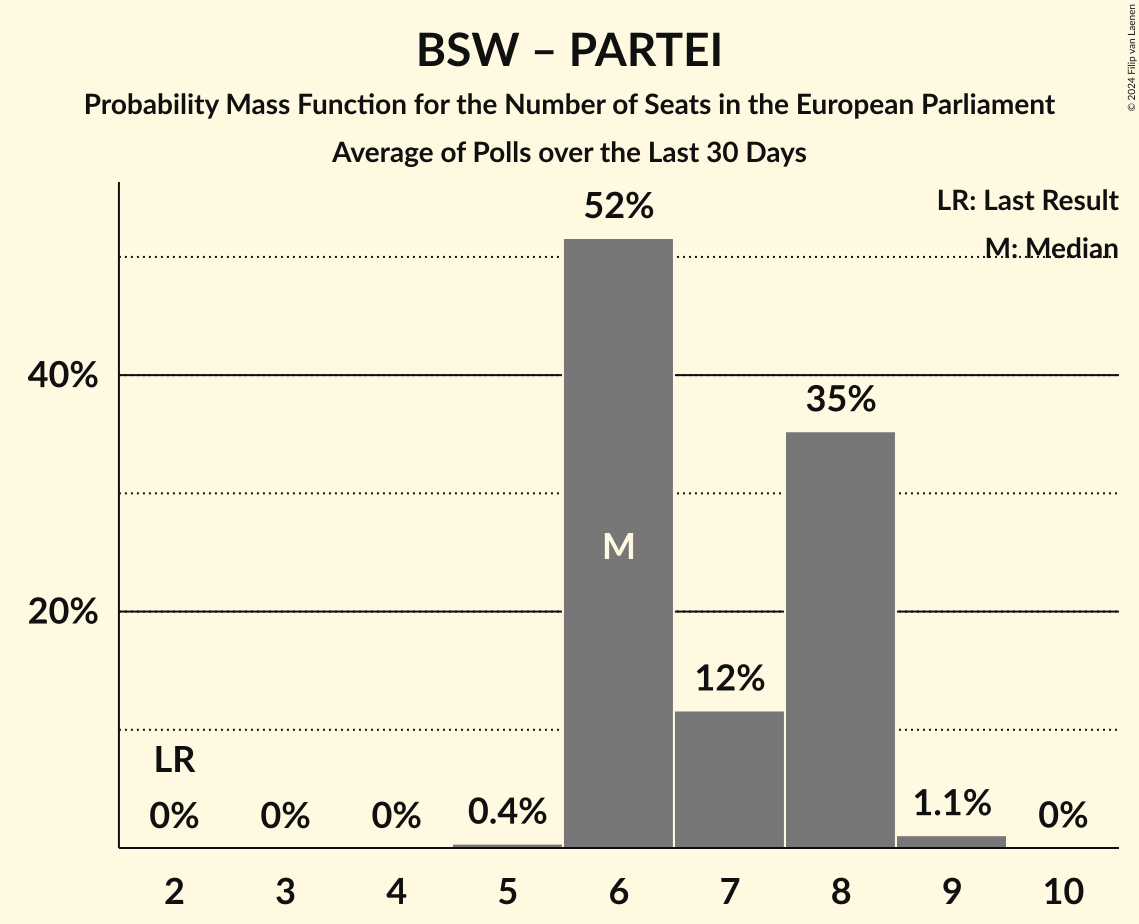 BSW – PARTEI
Probability Mass Function for the Number of Seats in the European Parliament
Average of Polls over the Last 30 Days
© 2024 Filip van Laenen
LR: Last Result
M: Median
52%
40%
35%
M
20%
12%
LR
0% 0% 0% 0.4% 1.1% 0%
2 3 4 5 6 7 8 9 10